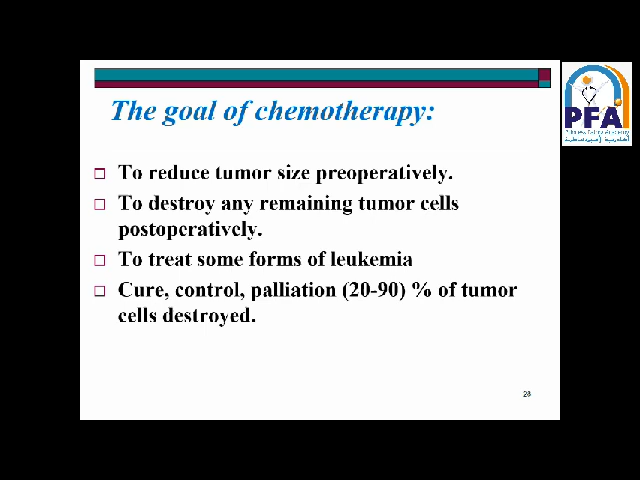 The goal of chemotherapy:
PFA
To reduce tumor size preoperatively.
To destroy any remaining tumor cells
postoperatively.
To treat some forms of leukemia
Cure, control, palliation (20-90) % of tumor
cells destroyed.
28